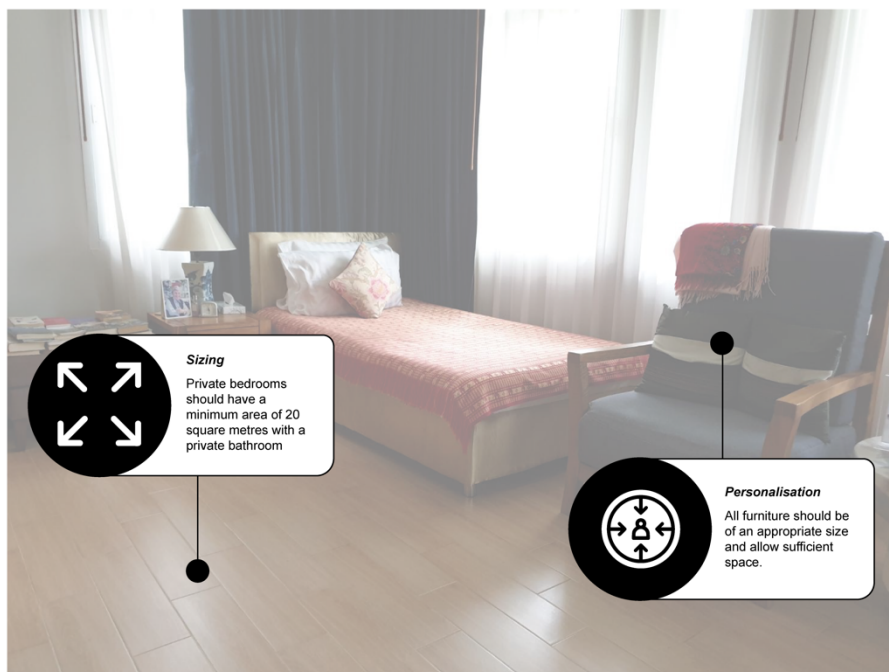 Sizing
Private bedrooms
should have a
minimum area of 20
square metres with a
private bathroom
Personalisation
All furniture should be
of an appropriate size
and allow sufficient
space.